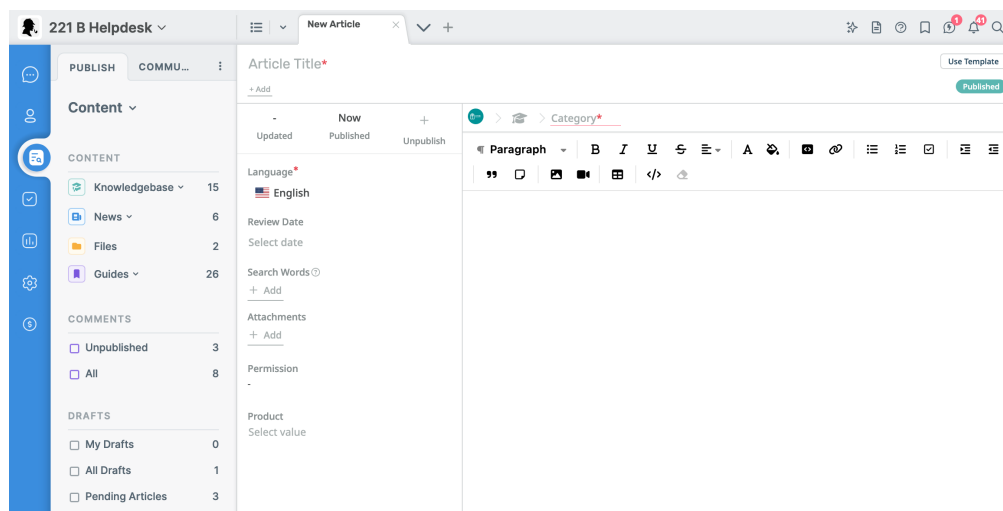 221 B Helpdesk
New Article
1
41
PUBLISH
COMMU...
Article Title*
Use Template
+ Add
Published
Content
-
Updated
Now
Published
+
Unpublish
Category*
Paragraph
B I U S A
CONTENT
Knowledgebase 15
News 6
Files 2
Guides 26
COMMENTS
Unpublished 3
All 8
DRAFTS
My Drafts 0
All Drafts 1
Pending Articles 3
Language*
English
Review Date
Select date
Search Words
+ Add
Attachments
+ Add
Permission
-
Product
Select value